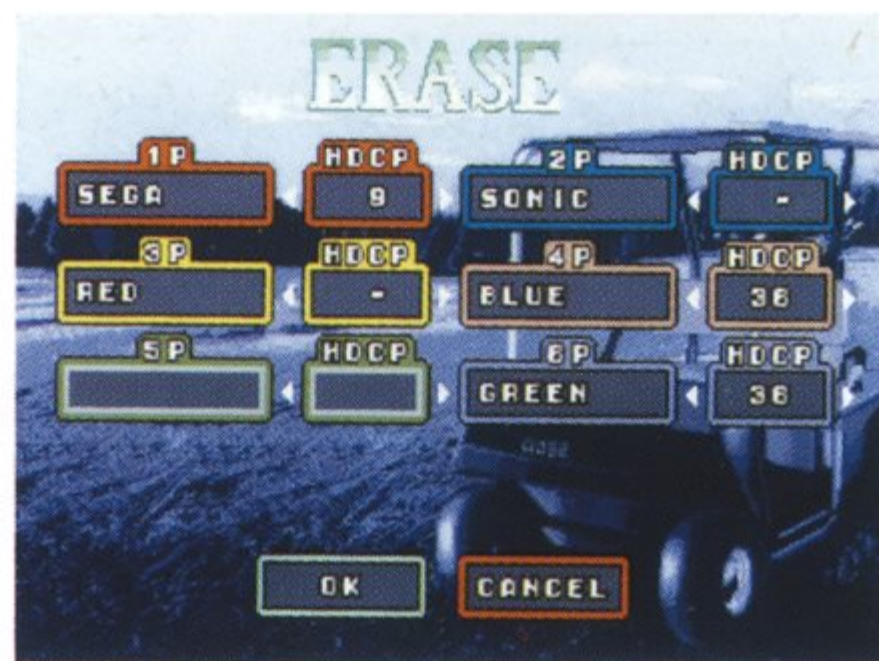 ERASE
1P HDCP 2P HDCP
SEGA 9 SONIC -
3P HDCP 4P HDCP
RED - BLUE 36
5P HDCP 6P HDCP
GREEN 36
OK CANCEL